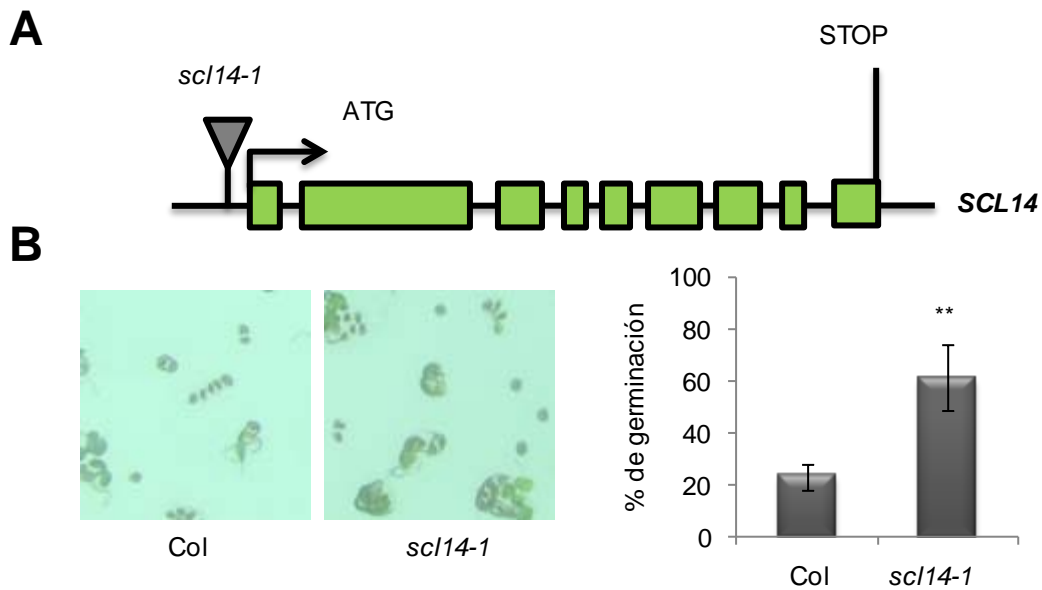 A
STOP
scl14-1
ATG
SCL14
B
100
80
60
40
20
0
% de germinación
**
Col
scl14-1
Col
scl14-1